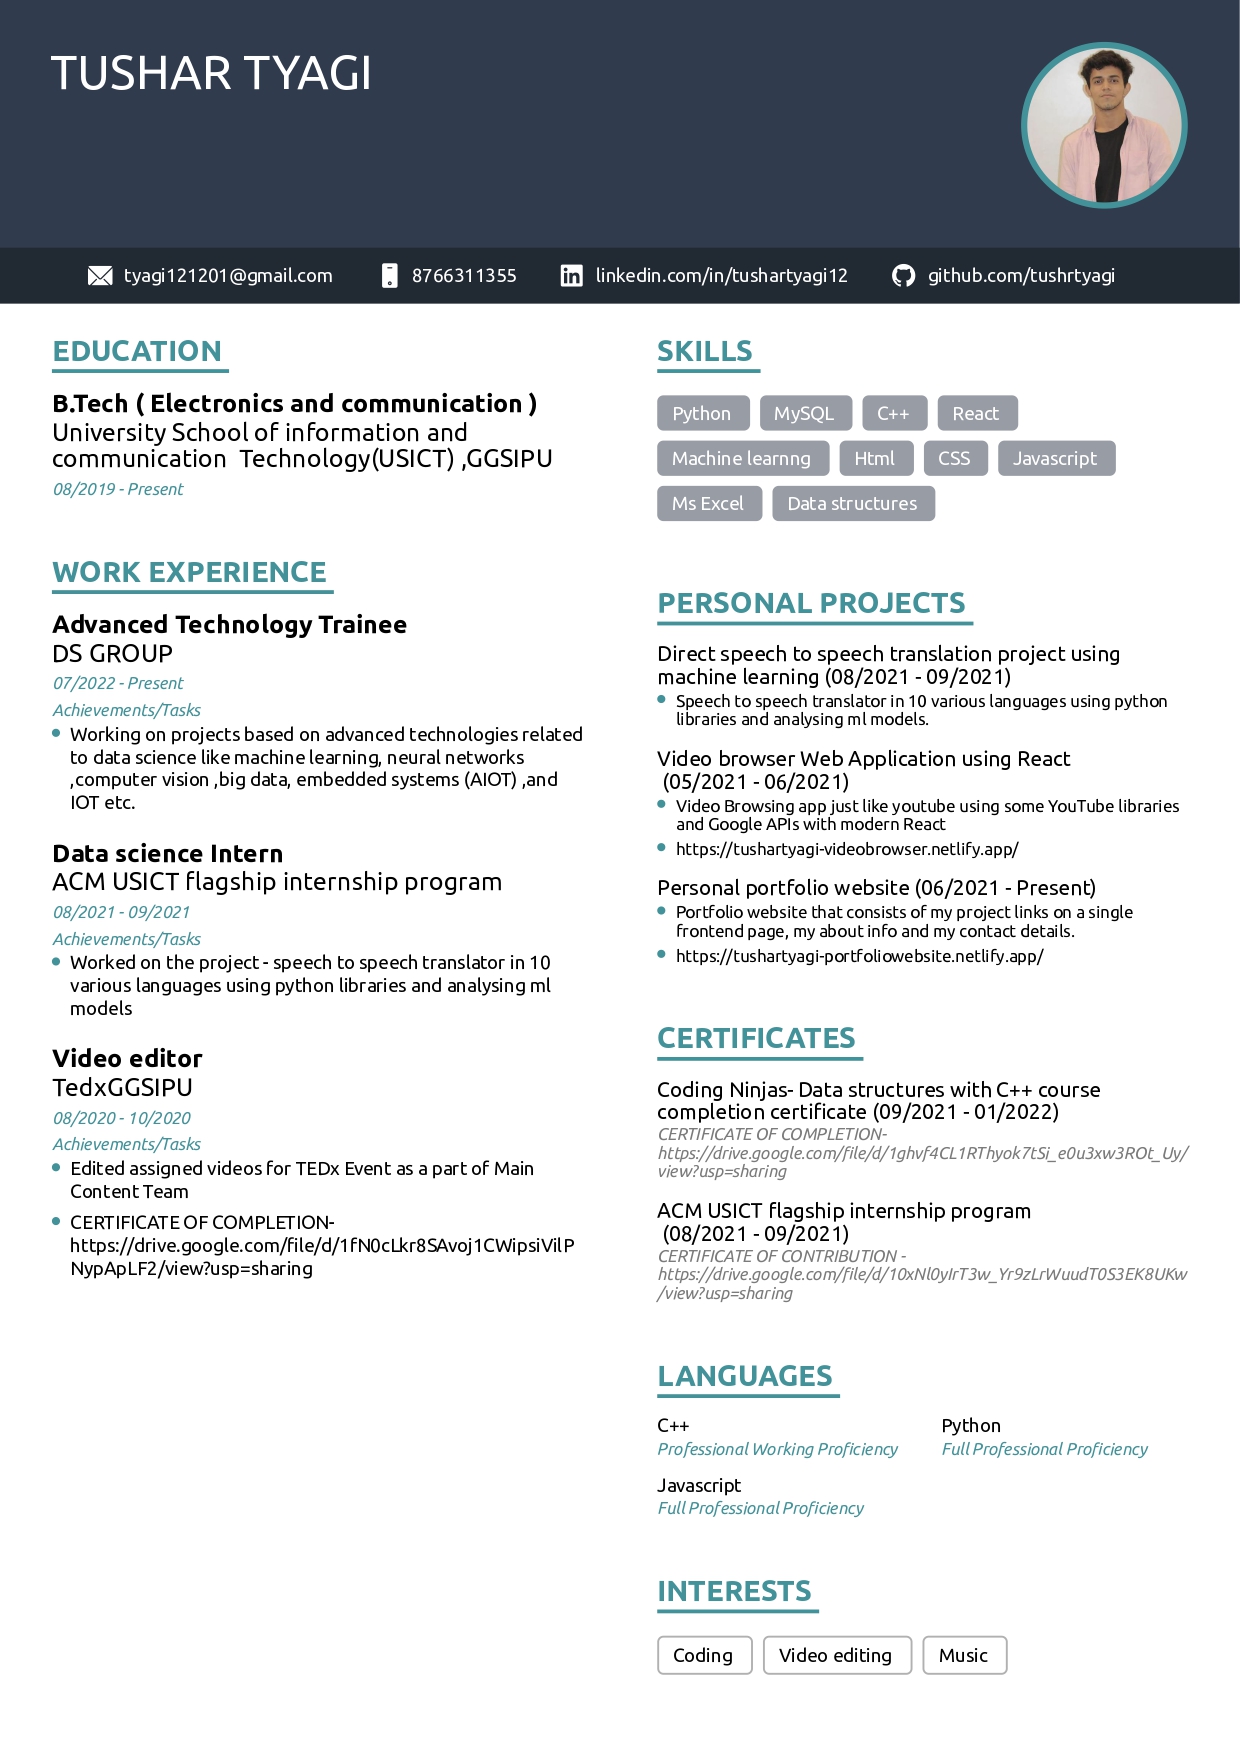 TUSHAR TYAGI
tyagi121201@gmail.com
8766311355
linkedin.com/in/tushartyagi12
github.com/tushrtyagi
EDUCATION
B.Tech ( Electronics and communication )
University School of information and
communication  Technology(USICT) ,GGSIPU
08/2019 - Present
WORK EXPERIENCE
Advanced Technology Trainee
DS GROUP
07/2022 - Present
Achievements/Tasks
Working on projects based on advanced technologies related
to data science like machine learning, neural networks
,computer vision ,big data, embedded systems (AIOT) ,and
IOT etc.
Data science Intern
ACM USICT flagship internship program
08/2021 - 09/2021
Achievements/Tasks
Worked on the project - speech to speech translator in 10
various languages using python libraries and analysing ml
models
Video editor
TedxGGSIPU
08/2020 - 10/2020
Achievements/Tasks
Edited assigned videos for TEDx Event as a part of Main
Content Team
CERTIFICATE OF COMPLETION-
https://drive.google.com/file/d/1fN0cLkr8SAvoj1CWipsiVilP
NypApLF2/view?usp=sharing
SKILLS
Python
MySQL
C++
React
Machine learnng
Html
CSS
Javascript
Ms Excel
Data structures
PERSONAL PROJECTS
Direct speech to speech translation project using
machine learning (08/2021 - 09/2021)
Speech to speech translator in 10 various languages using python
libraries and analysing ml models.
Video browser Web Application using React
(05/2021 - 06/2021)
Video Browsing app just like youtube using some YouTube libraries
and Google APIs with modern React
https://tushartyagi-videobrowser.netlify.app/
Personal portfolio website (06/2021 - Present)
Portfolio website that consists of my project links on a single
frontend page, my about info and my contact details.
https://tushartyagi-portfoliowebsite.netlify.app/
CERTIFICATES
Coding Ninjas- Data structures with C++ course
completion certificate (09/2021 - 01/2022)
CERTIFICATE OF COMPLETION-
https://drive.google.com/file/d/1ghvf4CL1RThyok7tSi_e0u3xw3ROt_Uy/
view?usp=sharing
ACM USICT flagship internship program
(08/2021 - 09/2021)
CERTIFICATE OF CONTRIBUTION -
https://drive.google.com/file/d/10xNl0yIrT3w_Yr9zLrWuudT0S3EK8UKw
/view?usp=sharing
LANGUAGES
C++
Professional Working Proficiency
Python
Full Professional Proficiency
Javascript
Full Professional Proficiency
INTERESTS
Coding
Video editing
Music